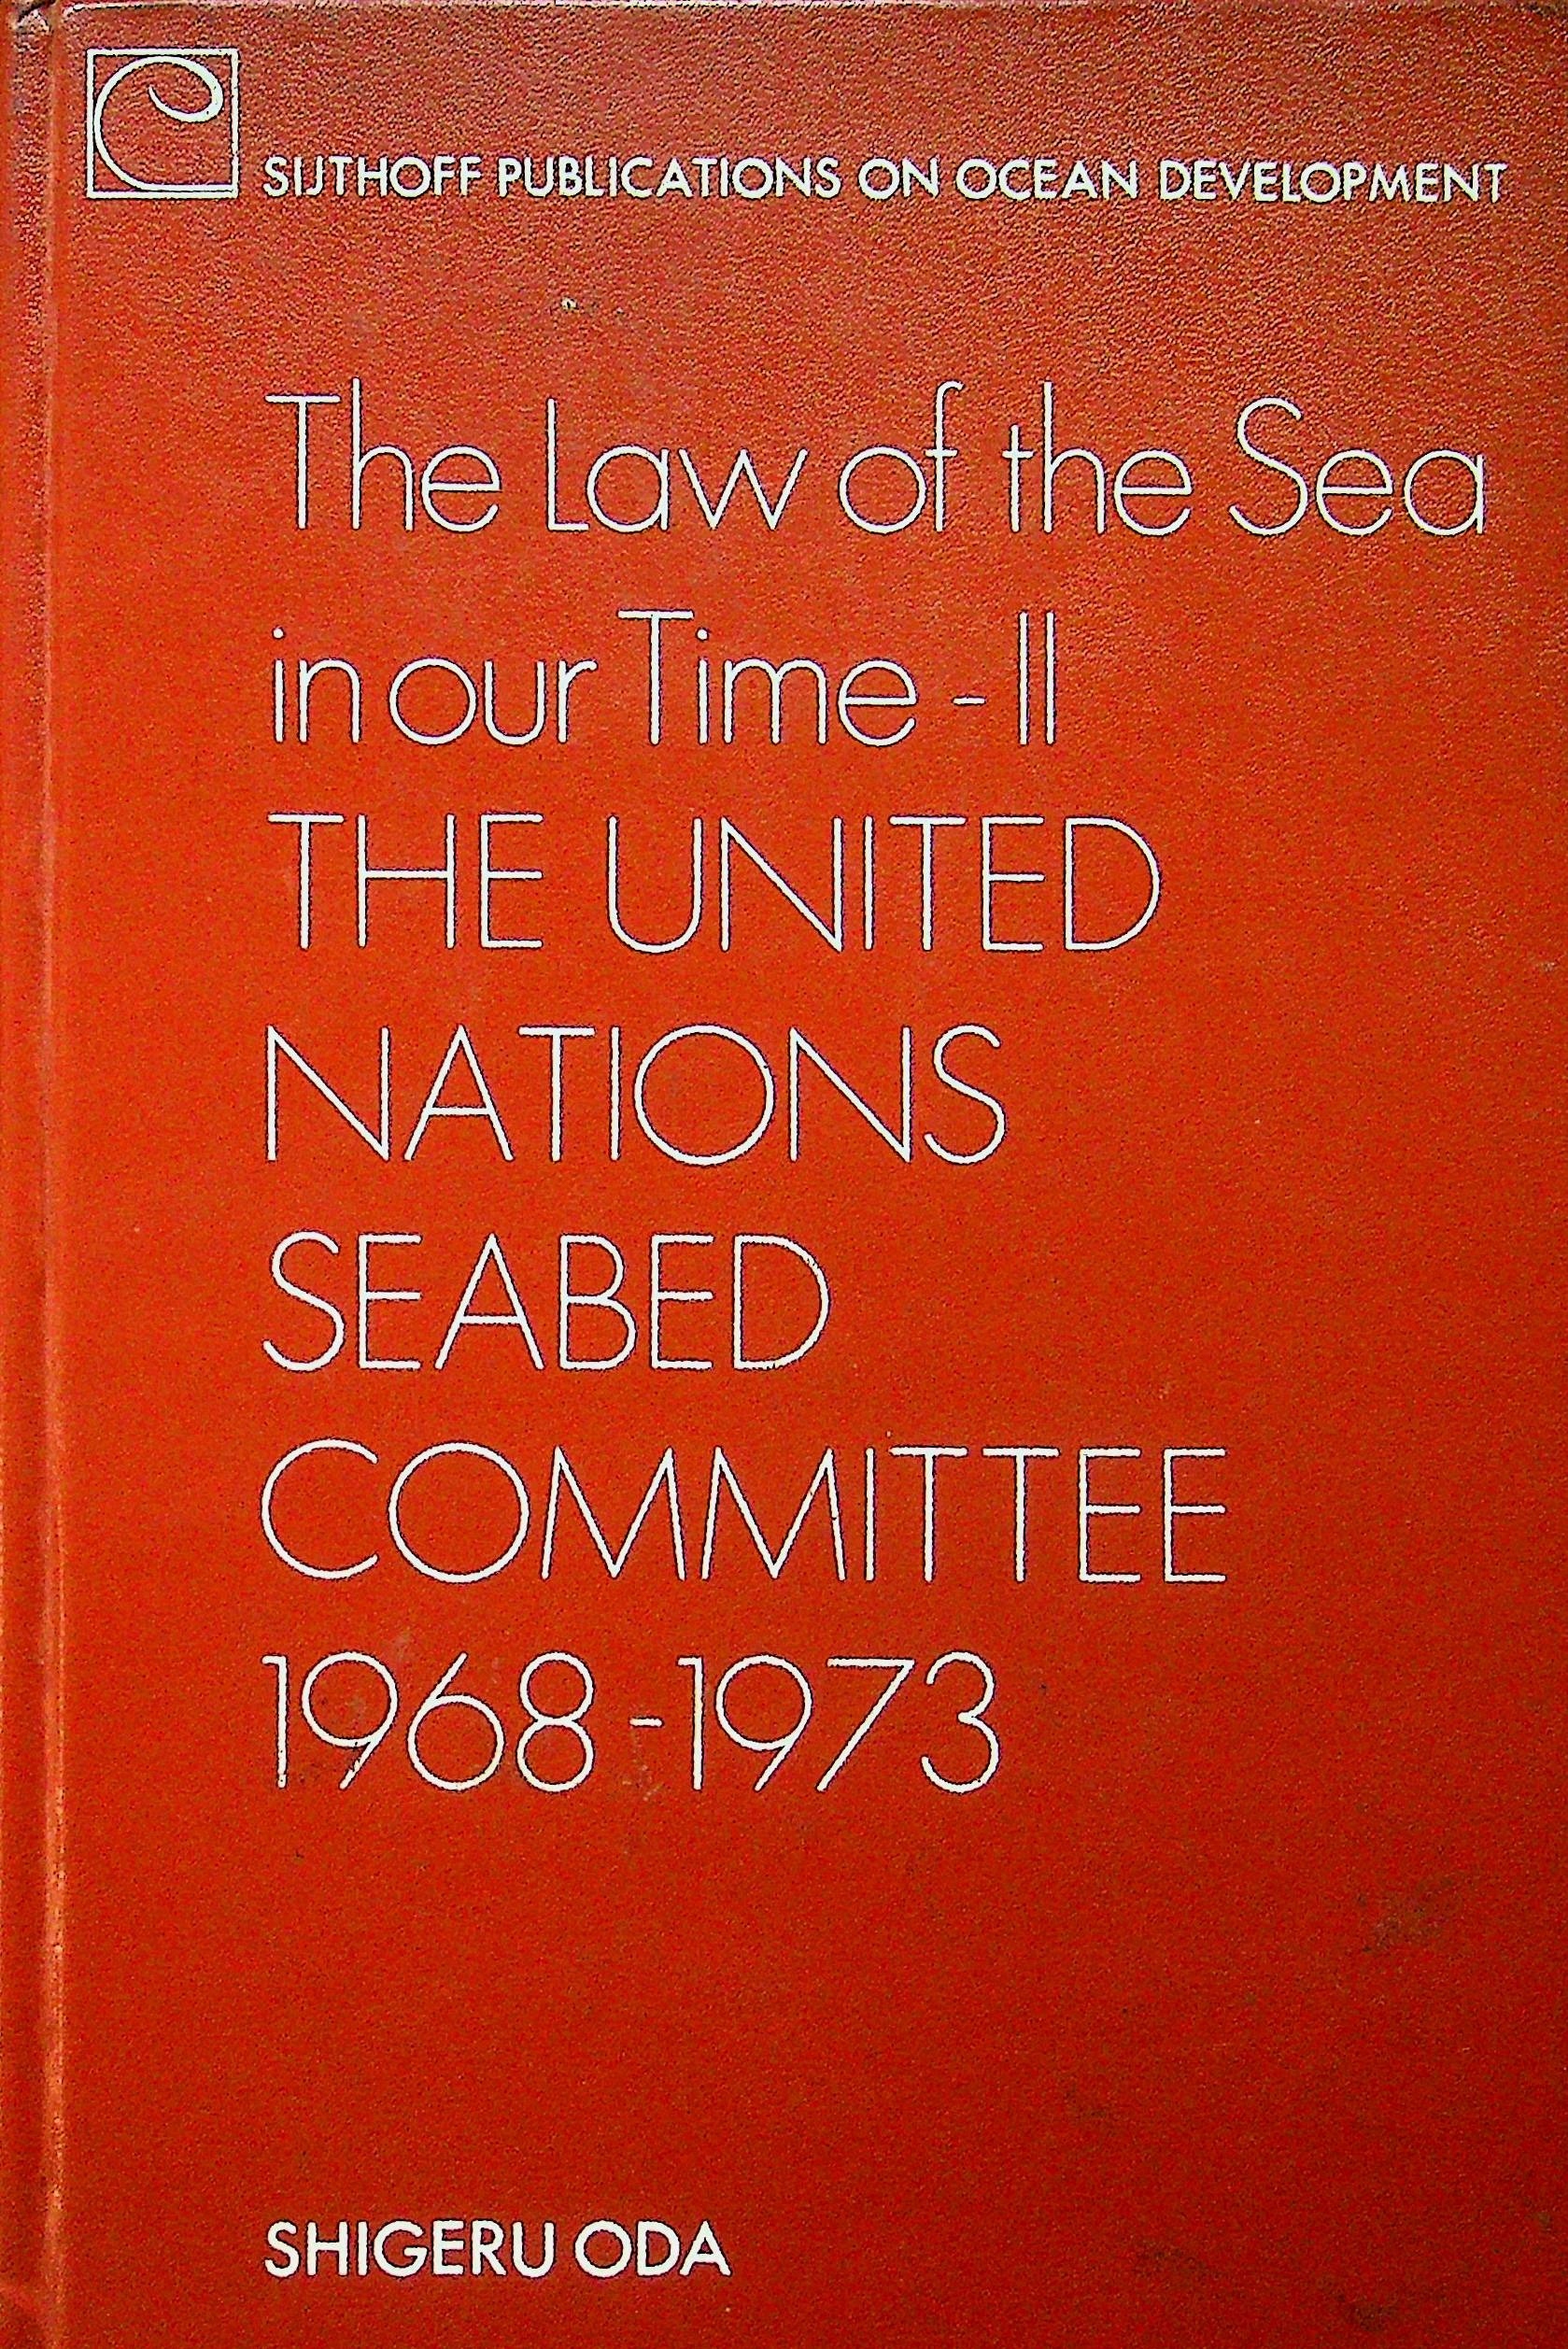 SIJTHOFF PUBLICATIONS ON OCEAN DEVELOPMENT
The Law of the Sea
in our Time - II
THE UNITED
NATIONS
SEABED
COMMITTEE
1968 - 1973
SHIGERU ODA